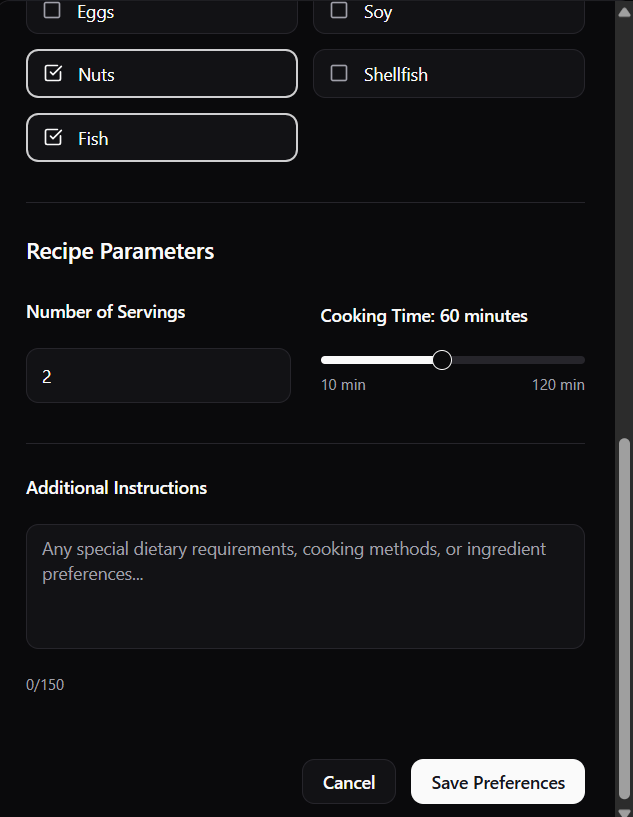 Eggs
Soy
Nuts
Shellfish
Fish
Recipe Parameters
Number of Servings
Cooking Time: 60 minutes
2
10 min
120 min
Additional Instructions
Any special dietary requirements, cooking methods, or ingredient
preferences...
0/150
Cancel
Save Preferences